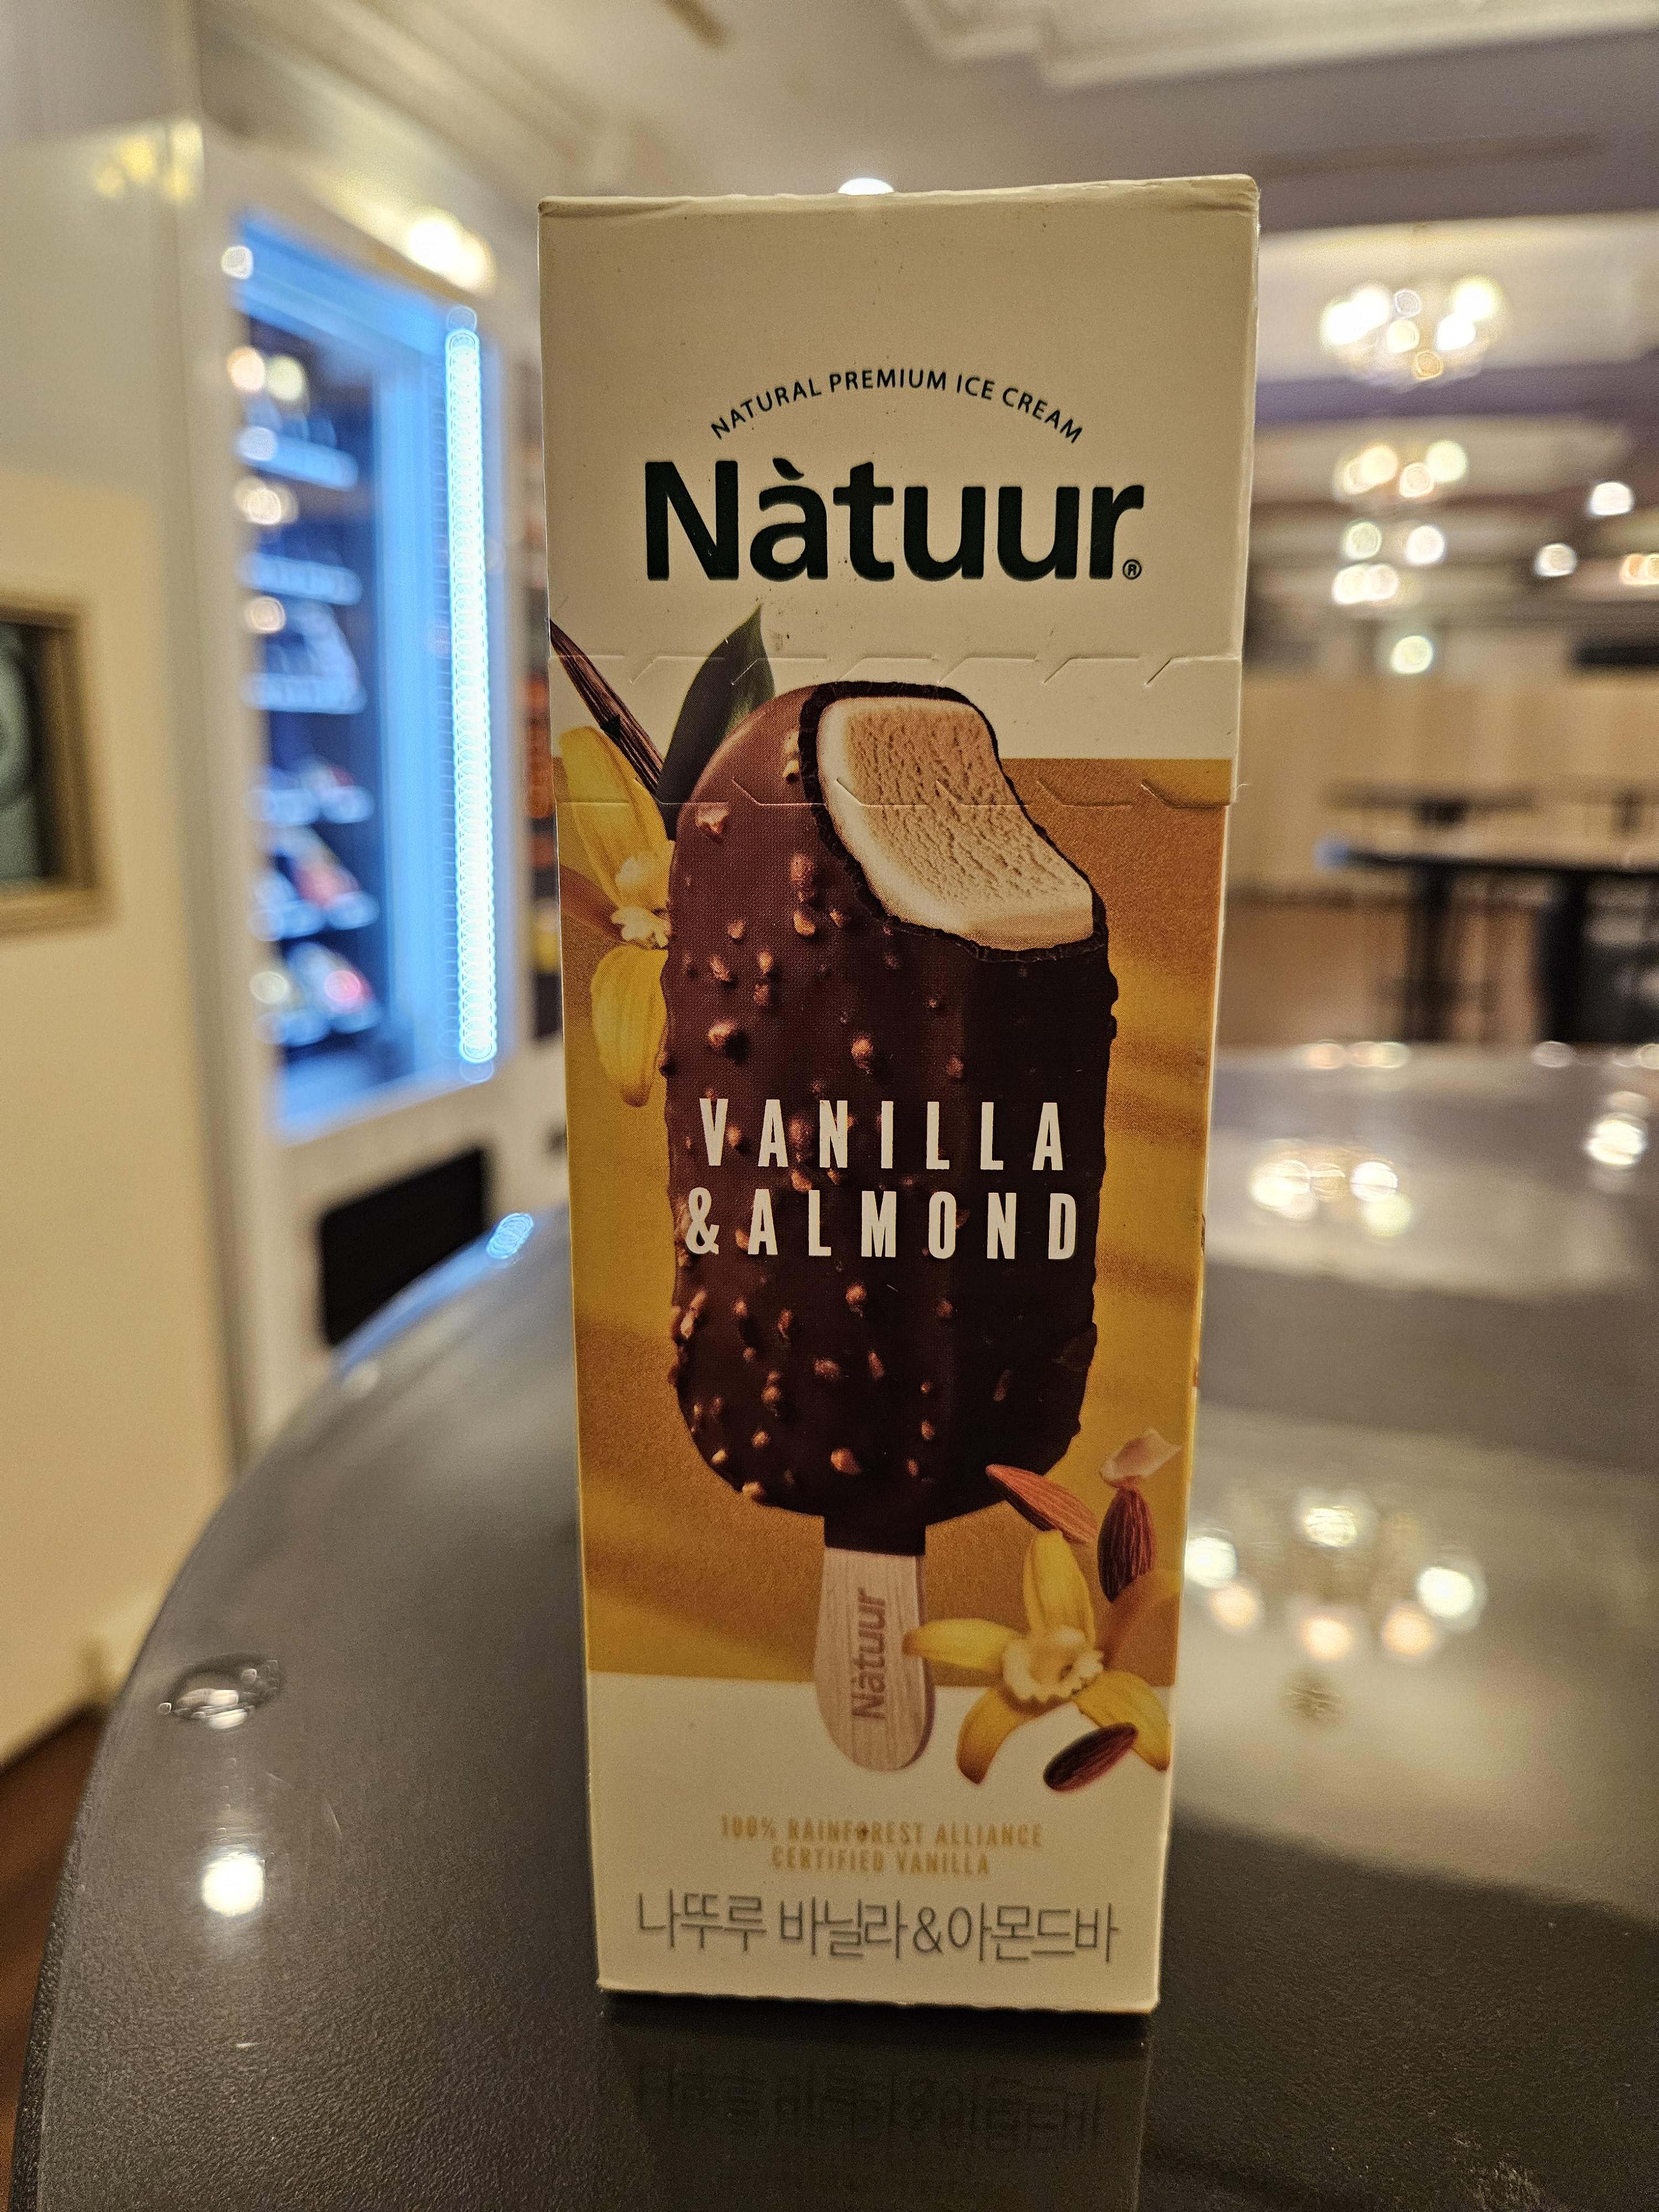 NATURAL PREMIUM ICE CREAM
Nàtuur®
VANILLA
&ALMOND
Nàtuur
100% RAINFOREST ALLIANCE
CERTIFIED VANILLA
나뚜루 바닐라&아몬드바